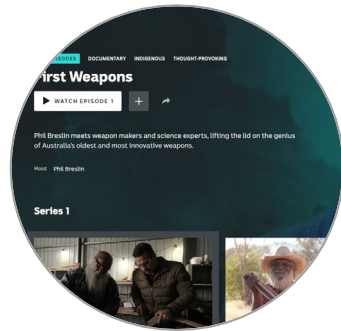 DOCUMENTARY INDIGENOUS THOUGHT-PROVOKING
First Weapons
WATCH EPISODE 1 +
Phil Breslin meets weapon makers and science experts, lifting the lid on the genius
of Australia's oldest and most innovative weapons.
Host Phil Breslin
Series 1